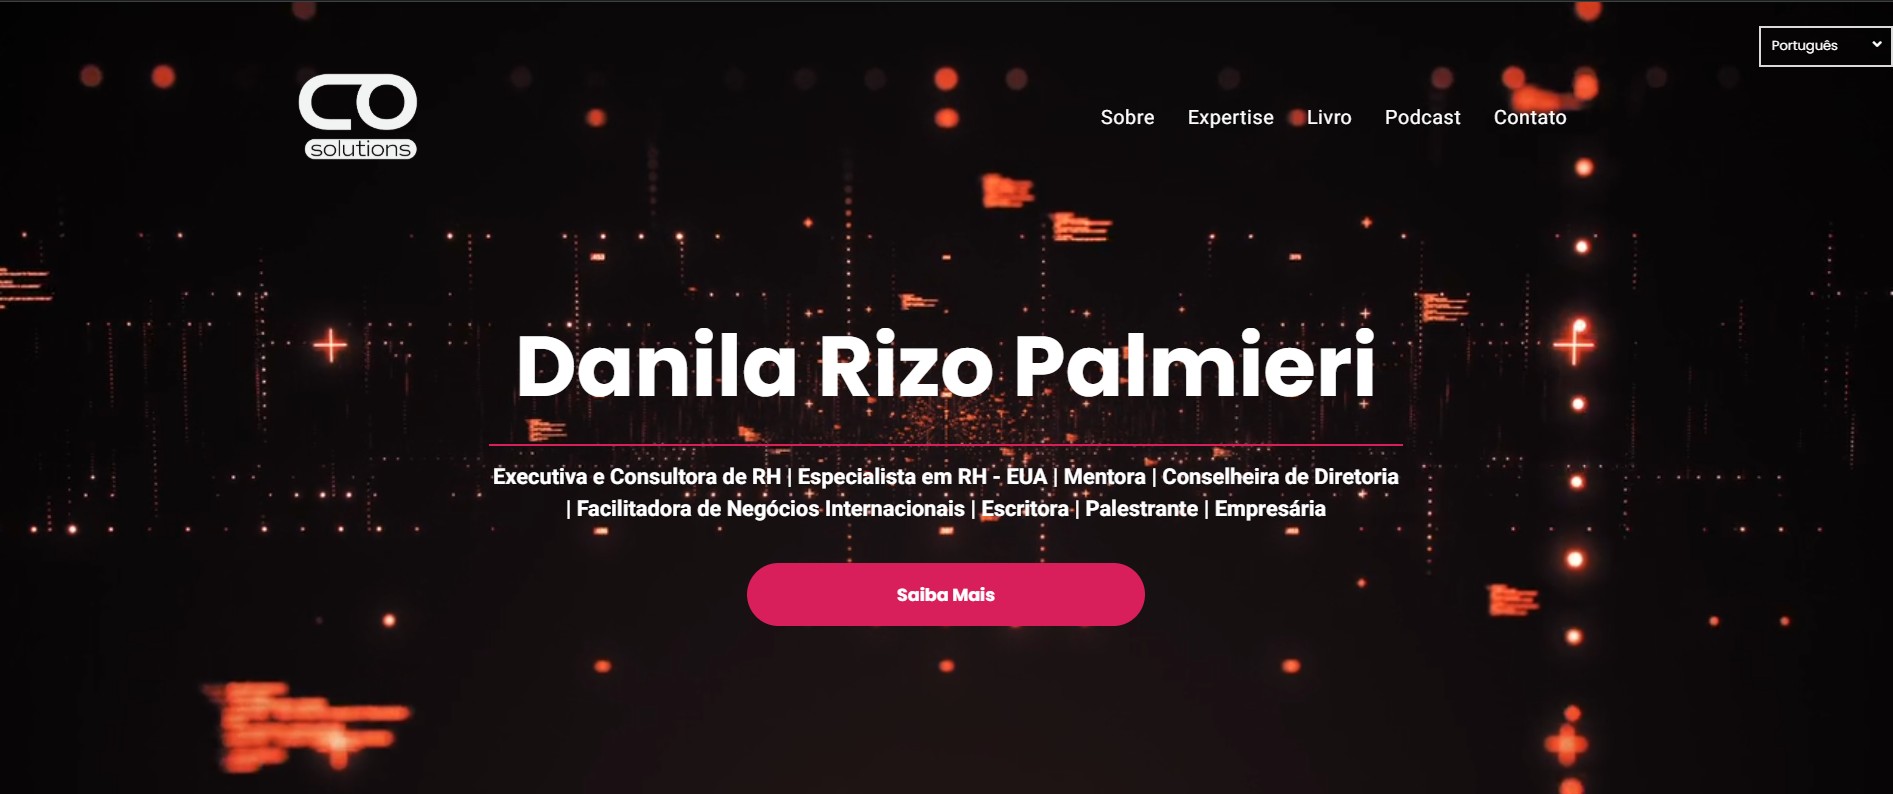 Português
CO
solutions
Sobre Expertise Livro Podcast Contato
Danila Rizo Palmieri
Executiva e Consultora de RH | Especialista em RH - EUA | Mentora | Conselheira de Diretoria
| Facilitadora de Negócios Internacionais | Escritora | Palestrante | Empresária
Saiba Mais